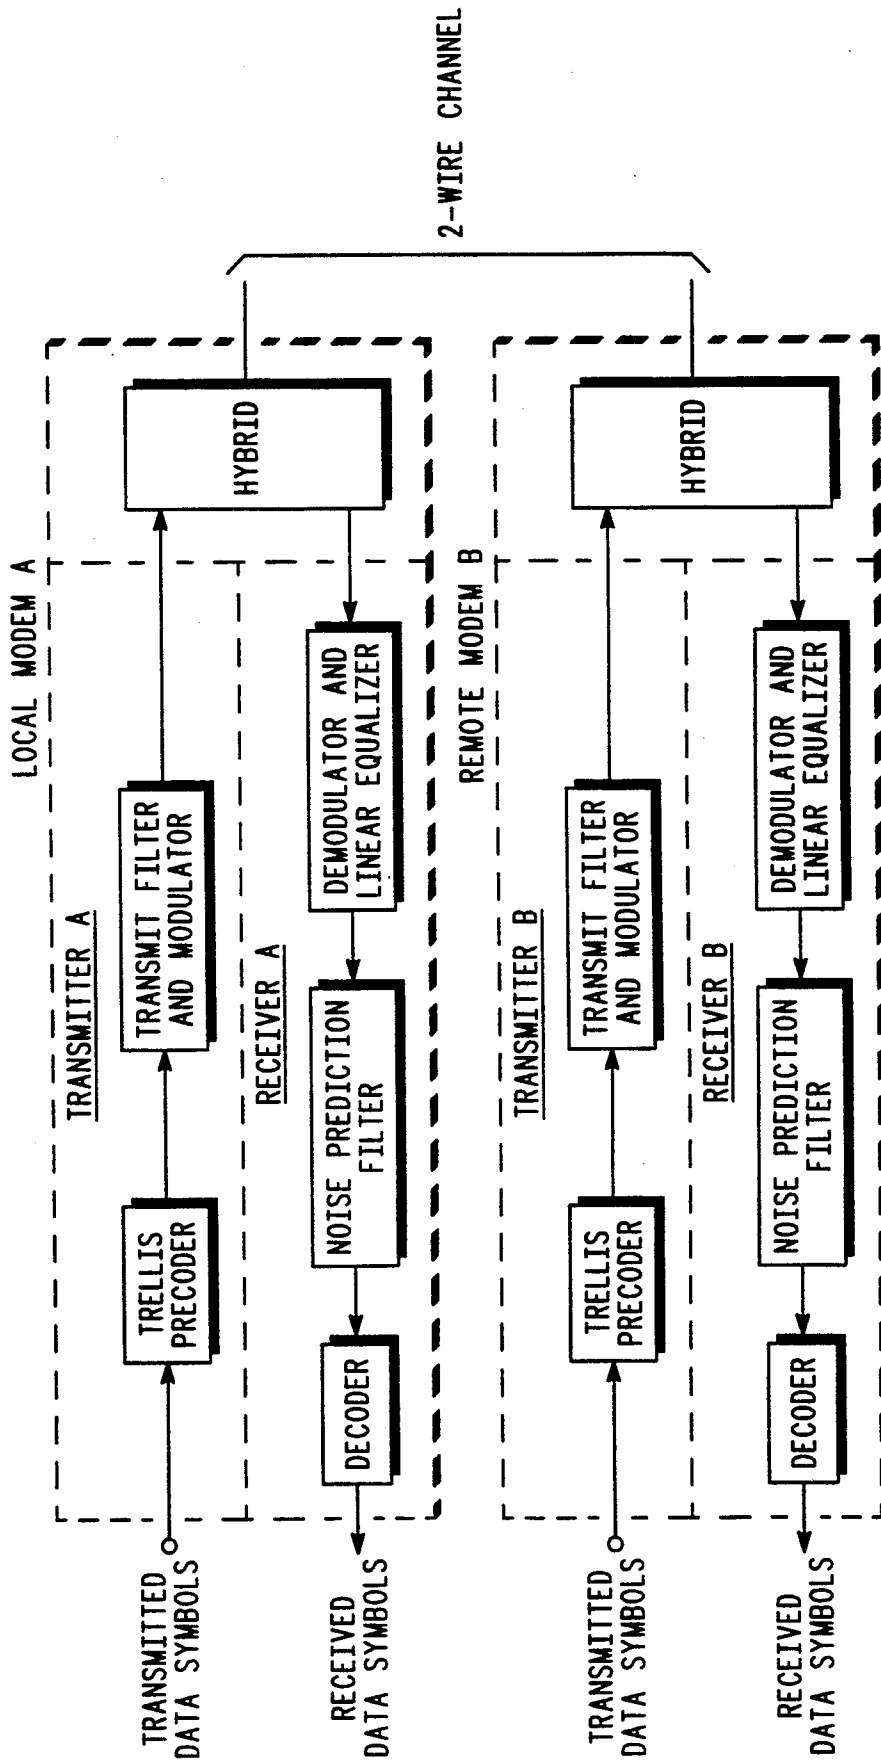 LOCAL MODEM A
TRANSMITTER A
TRANSMITTED
DATA SYMBOLS
TRELLIS
PRECODER
TRANSMIT FILTER
AND MODULATOR
HYBRID
RECEIVER A
RECEIVED
DATA SYMBOLS
DECODER
NOISE PREDICTION
FILTER
DEMODULATOR AND
LINEAR EQUALIZER
2-WIRE CHANNEL
REMOTE MODEM B
TRANSMITTER B
TRANSMITTED
DATA SYMBOLS
TRELLIS
PRECODER
TRANSMIT FILTER
AND MODULATOR
HYBRID
RECEIVER B
RECEIVED
DATA SYMBOLS
DECODER
NOISE PREDICTION
FILTER
DEMODULATOR AND
LINEAR EQUALIZER